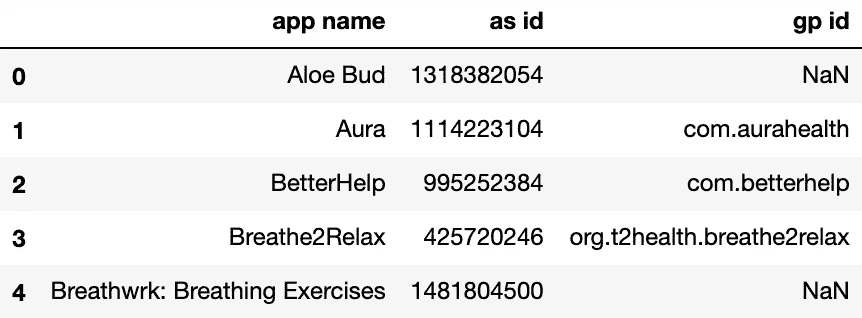 app name as id gp id
0 Aloe Bud 1318382054 NaN
1 Aura 1114223104 com.aurahealth
2 BetterHelp 995252384 com.betterhelp
3 Breathe2Relax 425720246 org.t2health.breathe2relax
4 Breathwrk: Breathing Exercises 1481804500 NaN